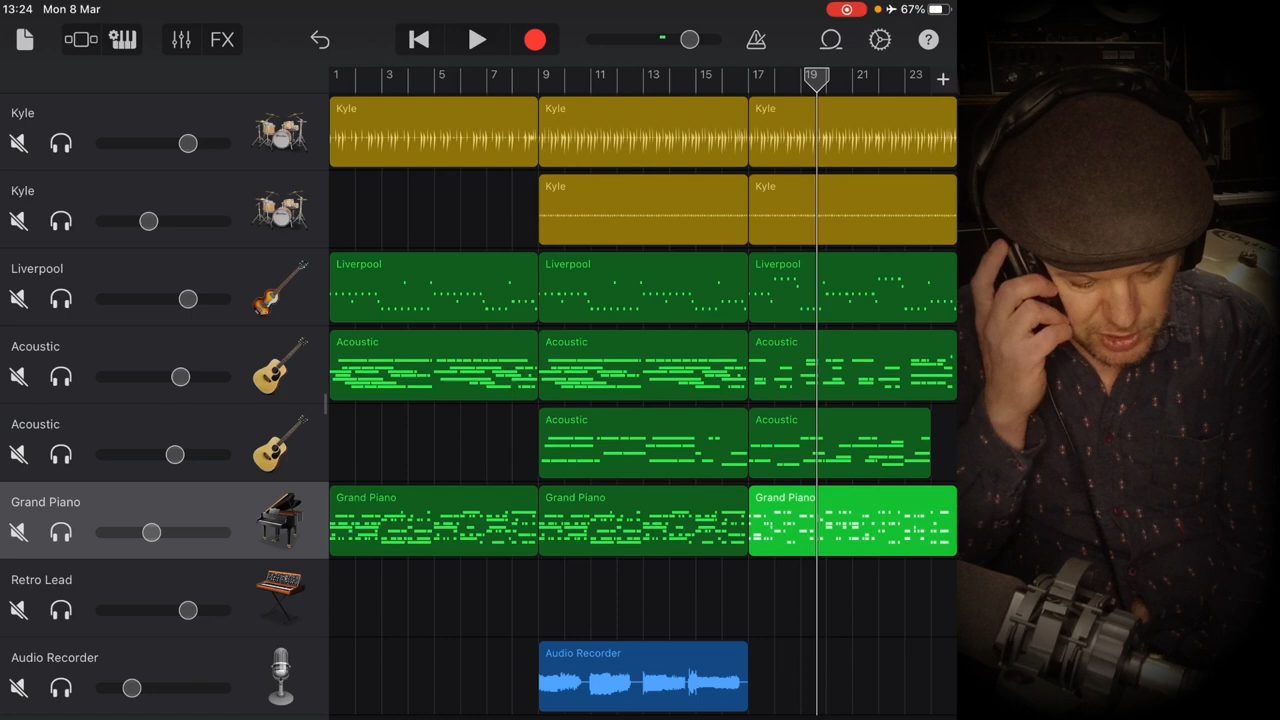 13:24 Mon 8 Mar 67%
FX ?
1 3 5 7 9 11 13 15 17 19 21 23 +
Kyle Kyle Kyle Kyle
Kyle Kyle Kyle
Liverpool Liverpool Liverpool Liverpool
Acoustic Acoustic Acoustic Acoustic
Acoustic Acoustic Acoustic
Grand Piano Grand Piano Grand Piano Grand Piano
Retro Lead
Audio Recorder Audio Recorder